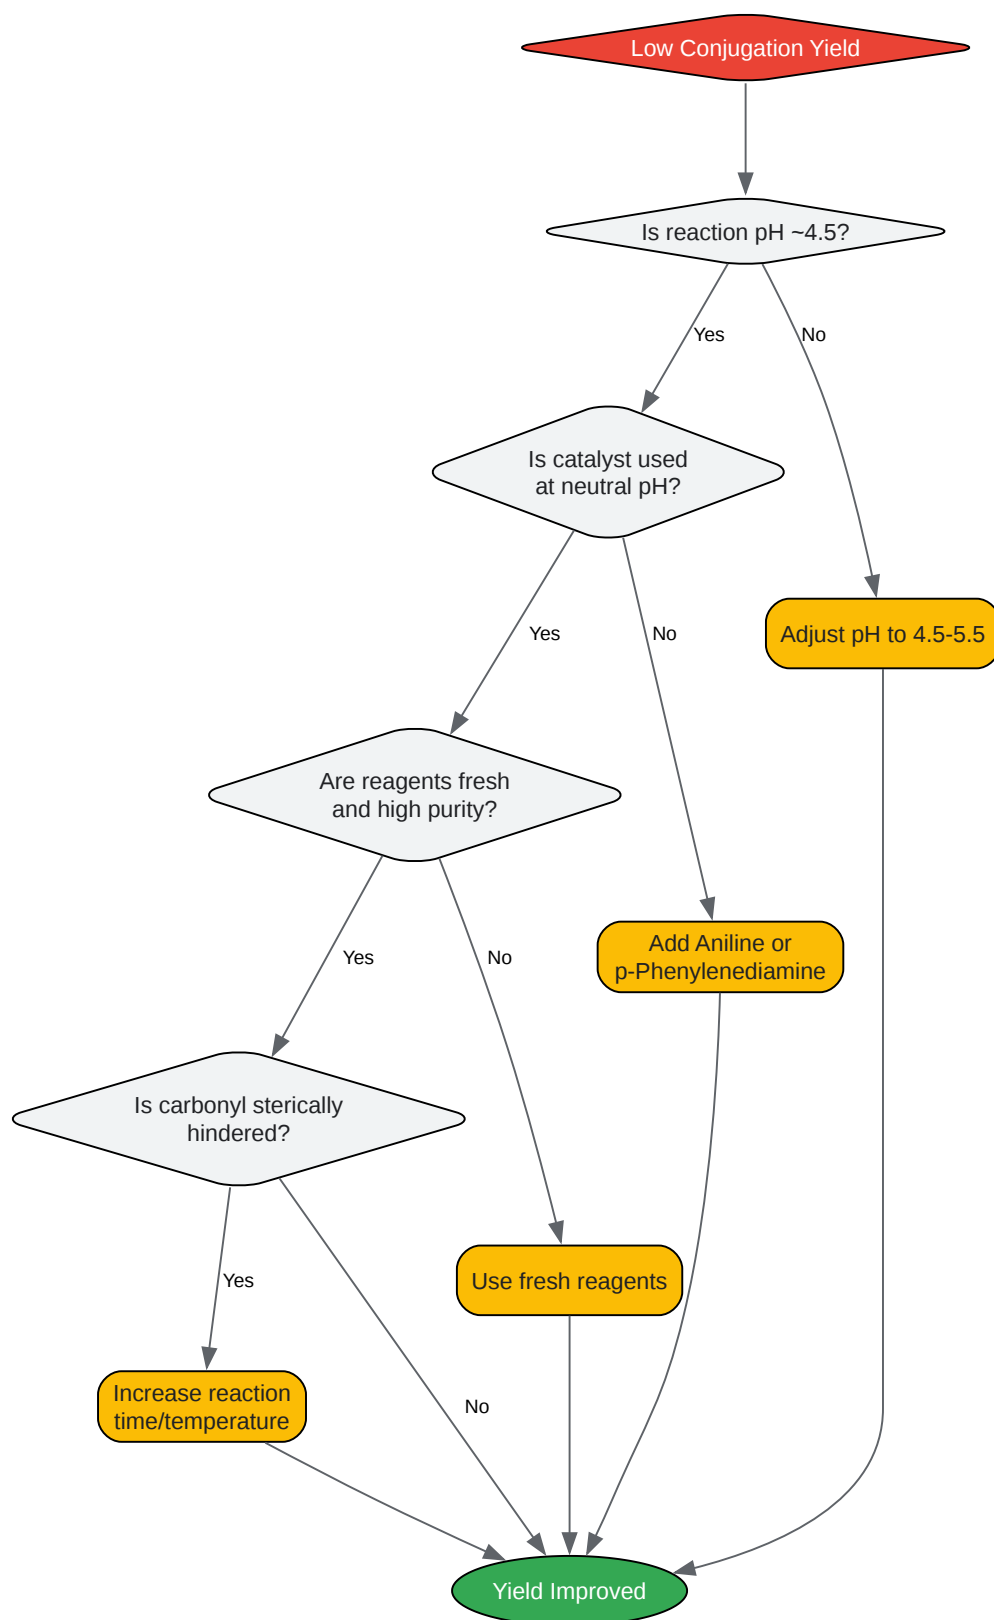 Low Conjugation Yield
Is reaction pH ~4.5?
Yes
No
Is catalyst used
at neutral pH?
Adjust pH to 4.5-5.5
Yes
No
Are reagents fresh
and high purity?
Add Aniline or
p-Phenylenediamine
Yes
No
Is carbonyl sterically
hindered?
Use fresh reagents
Yes
Increase reaction
time/temperature
No
Yield Improved